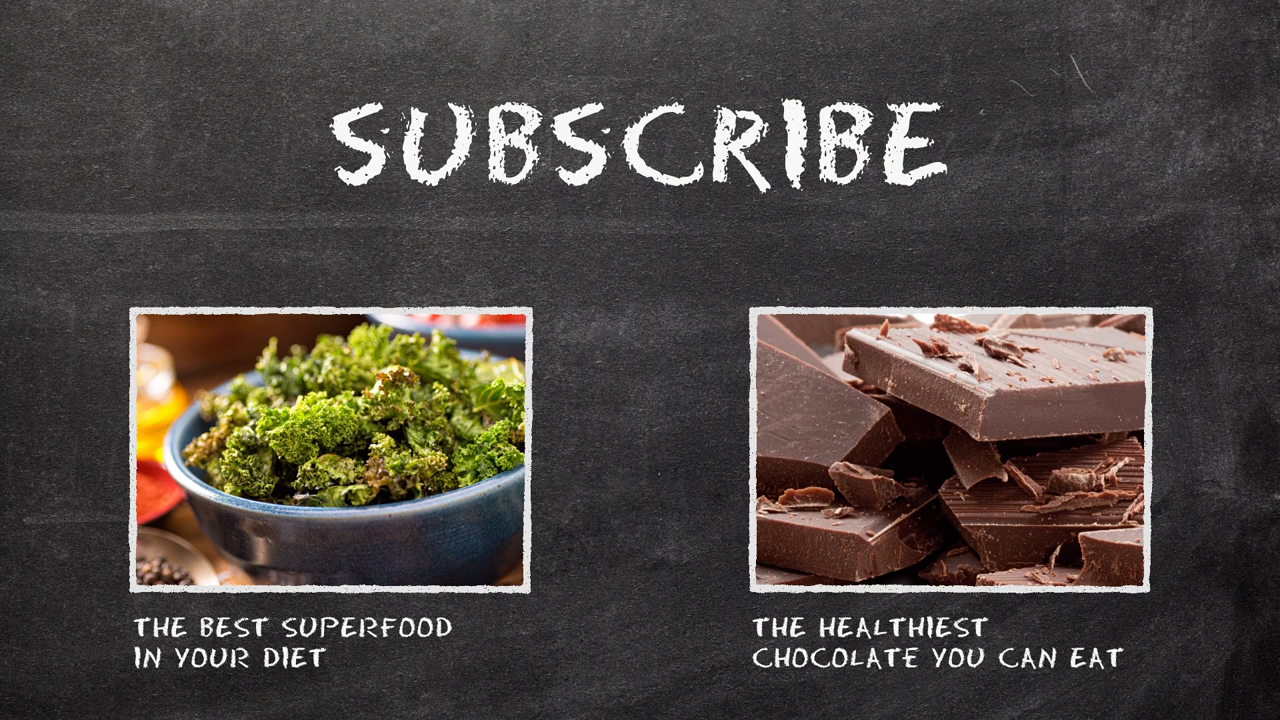 SUBSCRIBE
THE BEST SUPERFOOD
IN YOUR DIET
THE HEALTHIEST
CHOCOLATE YOU CAN EAT